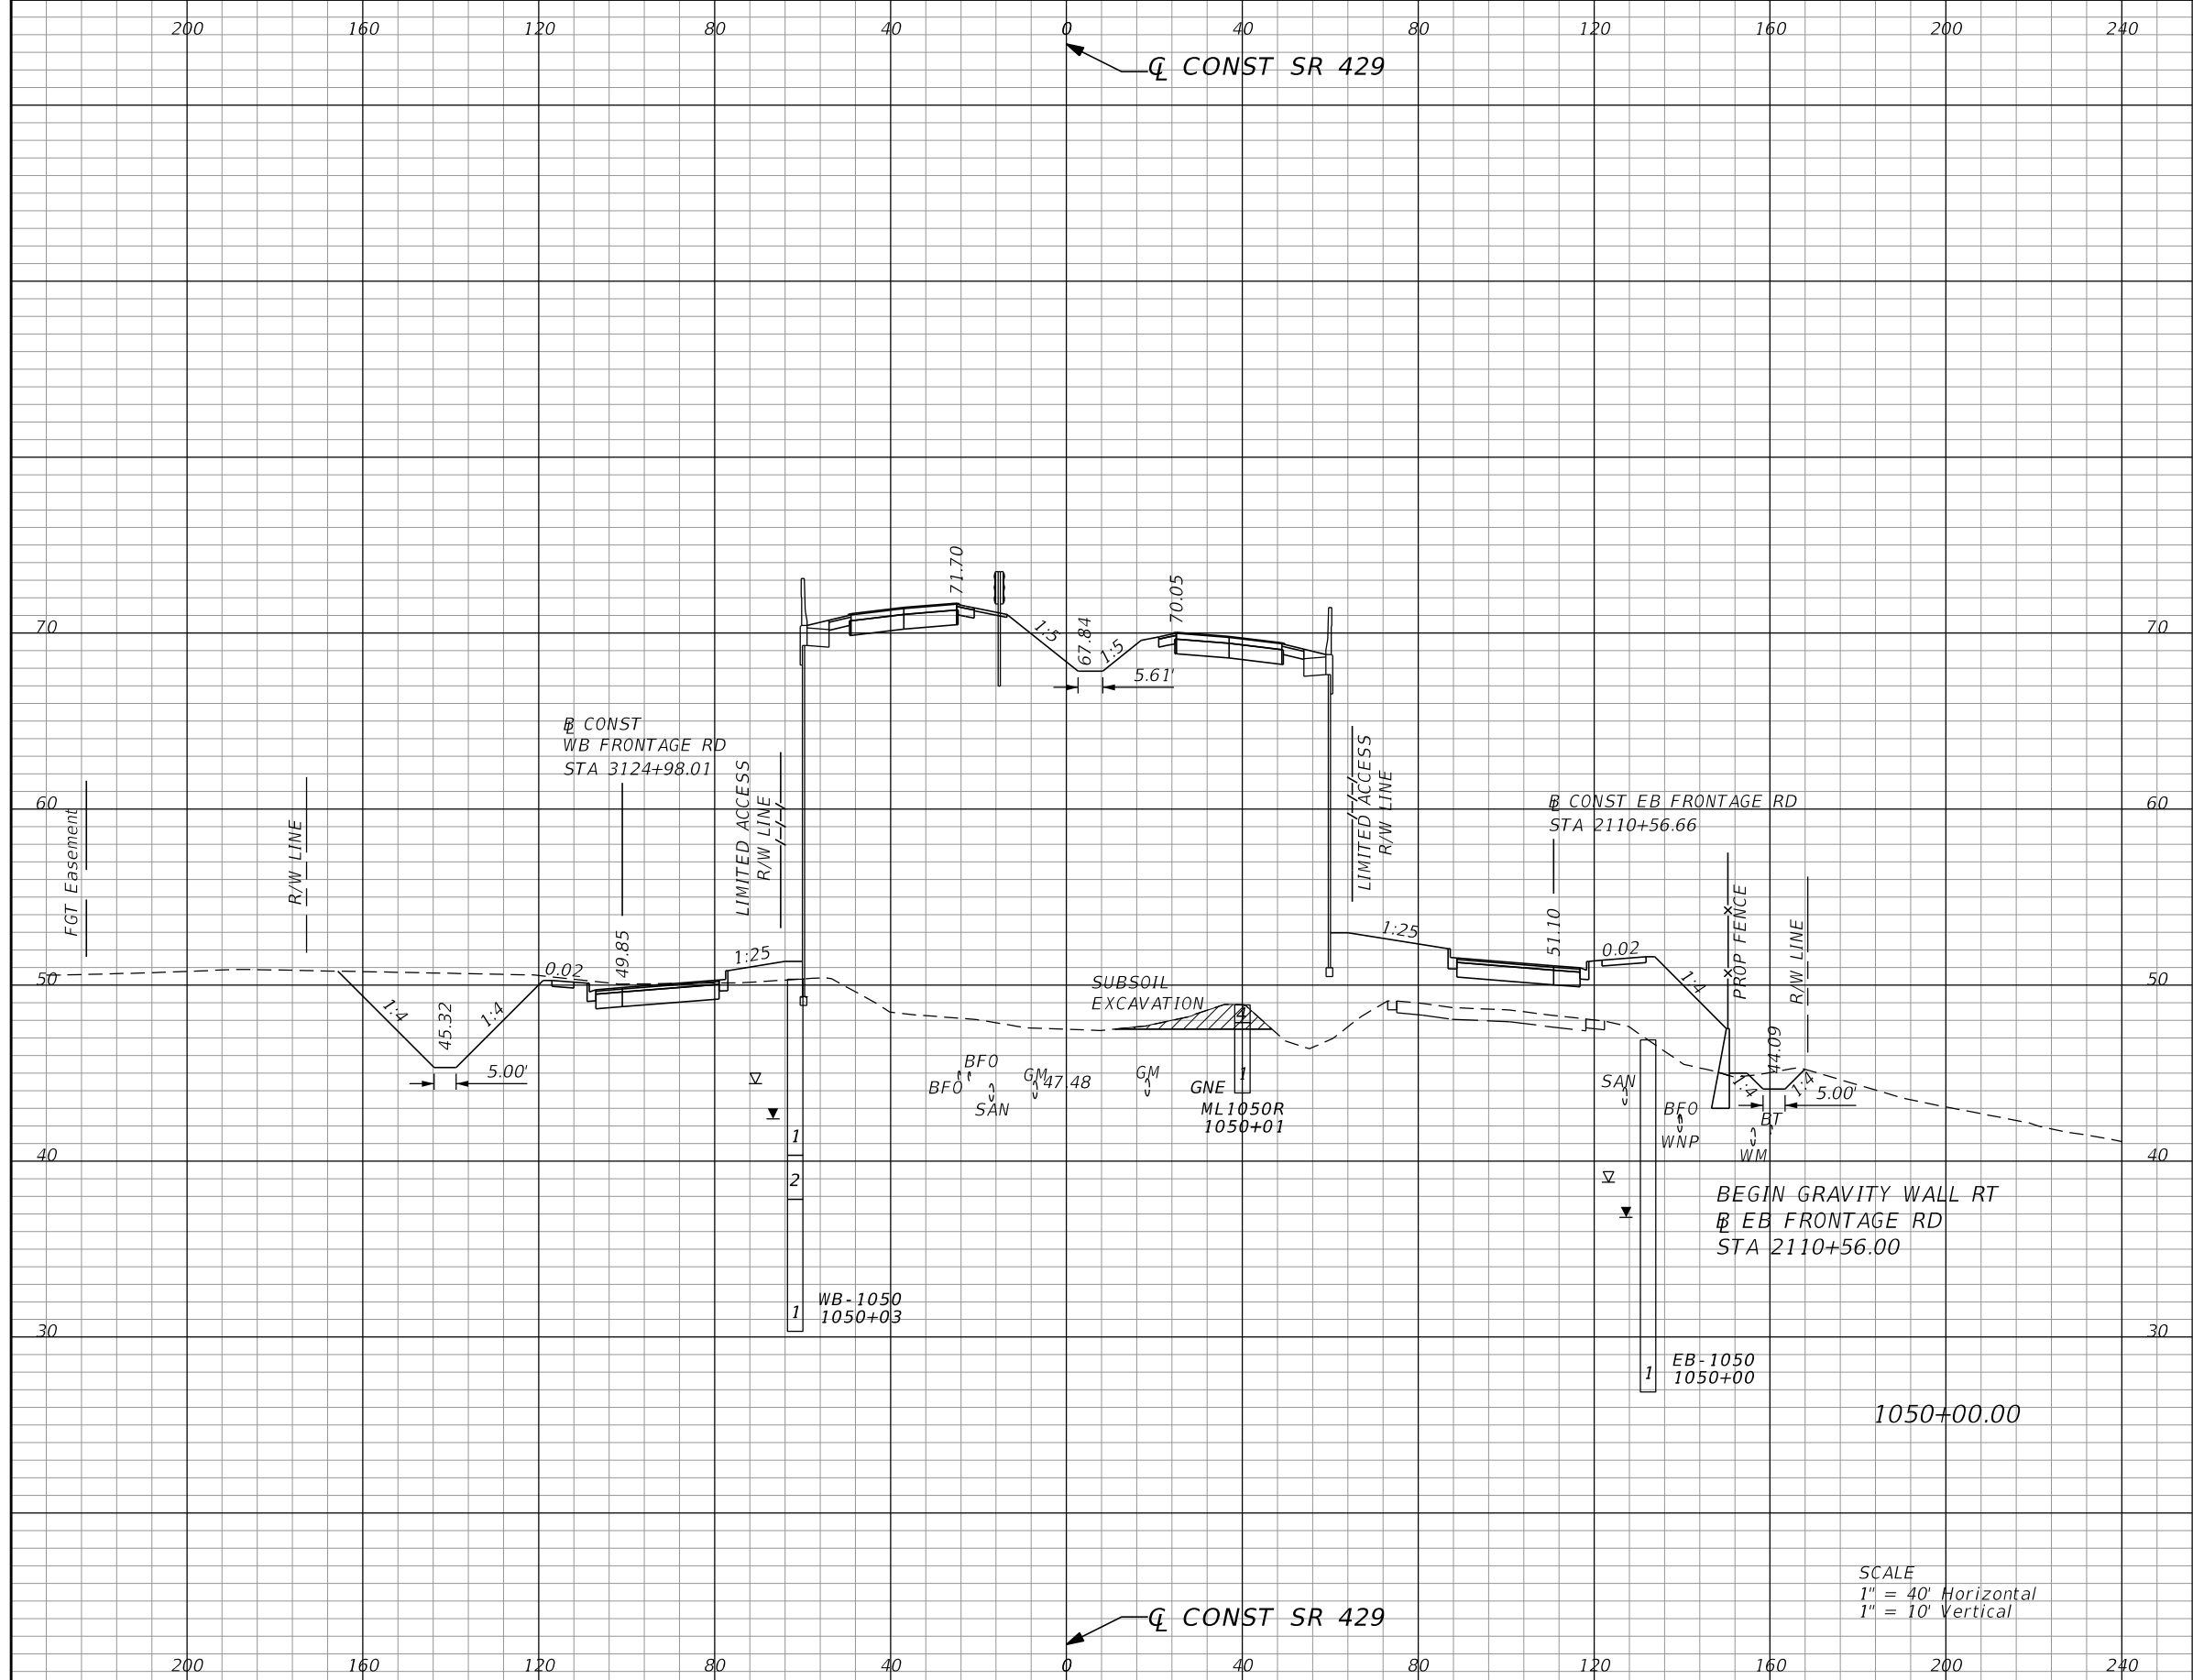 200 160 120 80 40 0 40 80 120 160 200 240
℄ CONST SR 429
71.70
70.05
70
1:5
67.84
1:5
70
5.61'
℄ CONST
WB FRONTAGE RD
STA 3124+98.01
LIMITED ACCESS
R/W LINE
LIMITED ACCESS
R/W LINE
60
FGT Easement
R/W LINE
B CONST EB FRONTAGE RD
STA 2110+56.66
60
PROP FENCE
R/W LINE
49.85
1:25
1:25
51.10
0.02
50
0.02
50
1:4
45.32
1:4
5.00'
SUBSOIL
EXCAVATION
4
1:4
BFO
BFO
SAN
GM
47.48
GM
GNE
1
ML1050R
1050+01
SAN
BFO
WNP
1:4
44.09
1:4
5.00'
BT
WM
40
1
2
1
WB-1050
1050+03
40
BEGIN GRAVITY WALL RT
B EB FRONTAGE RD
STA 2110+56.00
30
30
1
EB-1050
1050+00
1050+00.00
SCALE
1" = 40' Horizontal
1" = 10' Vertical
℄ CONST SR 429
200 160 120 80 40 0 40 80 120 160 200 240